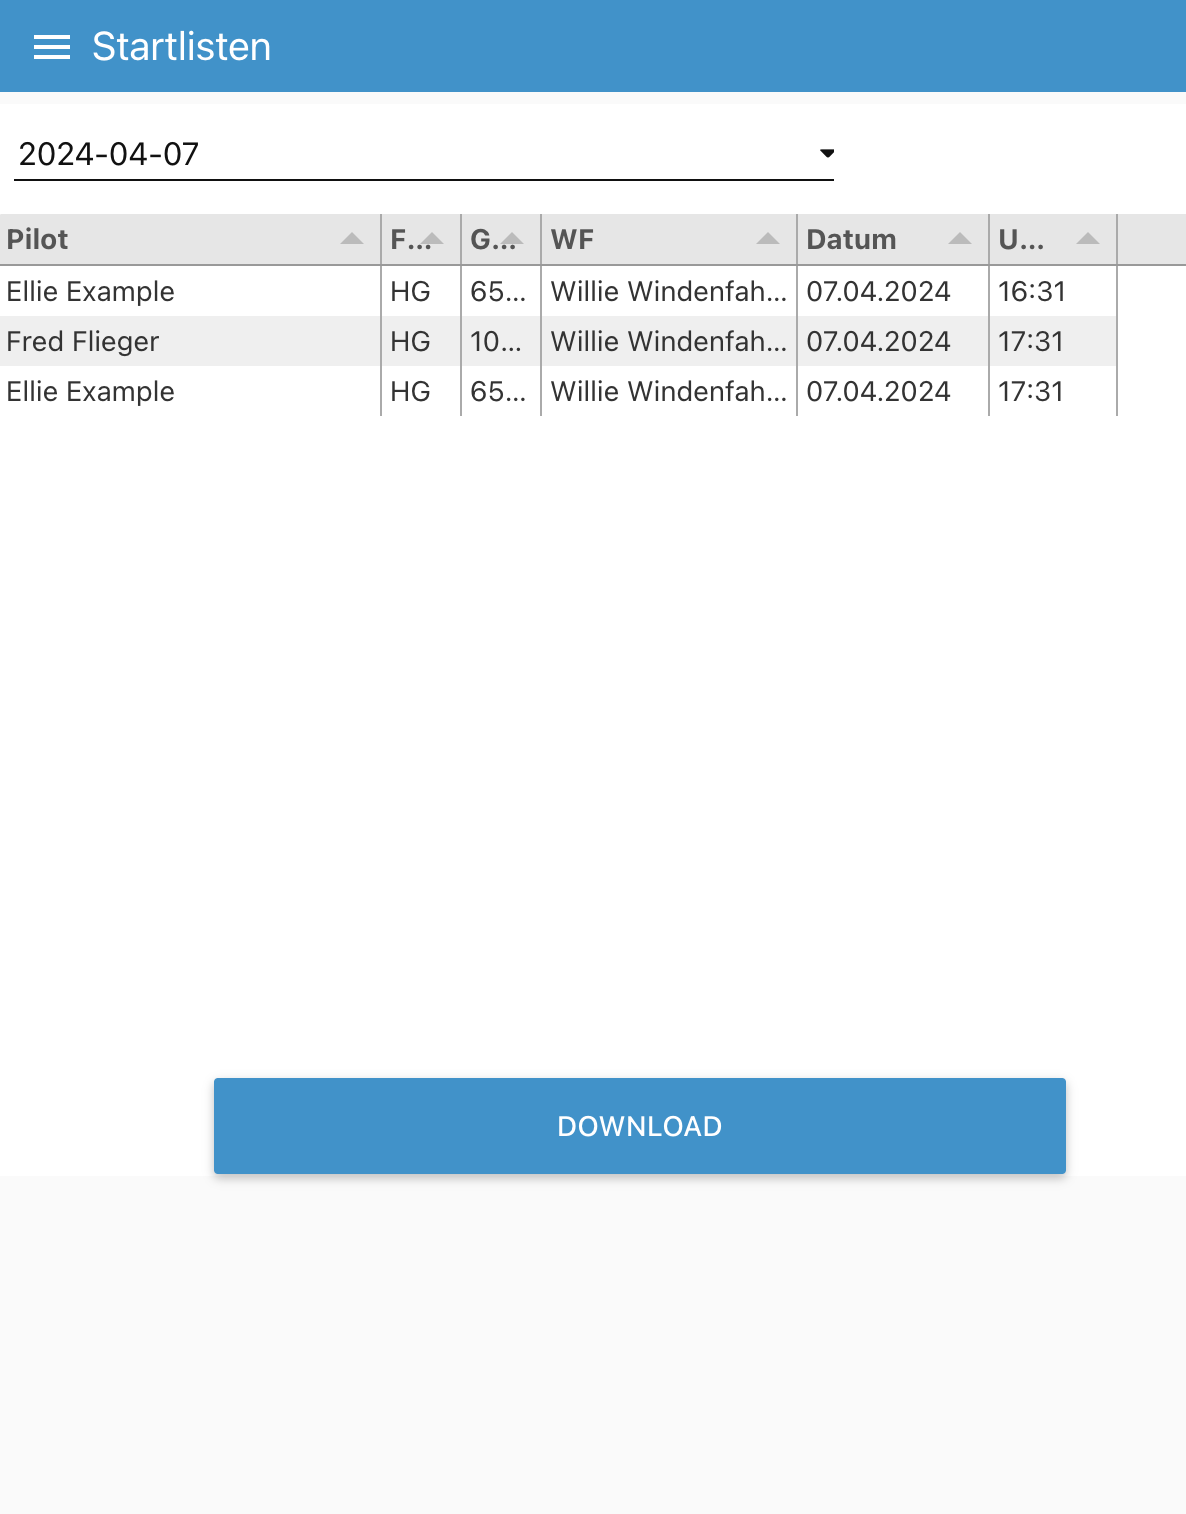 Startlisten
2024-04-07
Pilot F... G... WF Datum U...
Ellie Example HG 65... Willie Windenfah... 07.04.2024 16:31
Fred Flieger HG 10... Willie Windenfah... 07.04.2024 17:31
Ellie Example HG 65... Willie Windenfah... 07.04.2024 17:31
DOWNLOAD